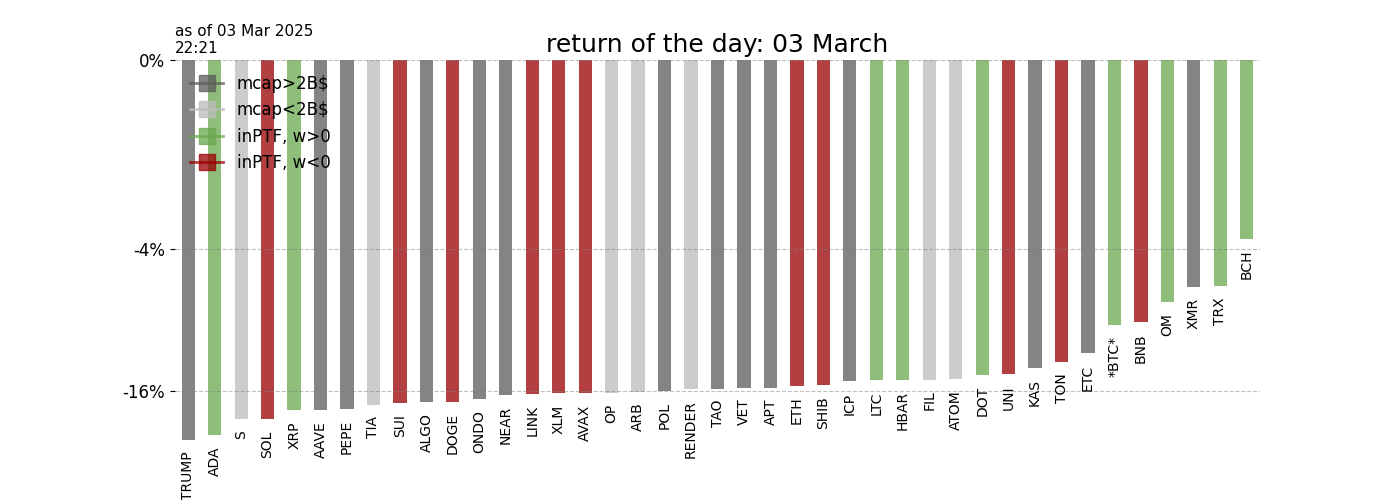 as of 03 Mar 2025
22:21
return of the day: 03 March
0%
mcap>2B$
mcap<2B$
inPTF, w>0
inPTF, w<0
-4%
-16%
TRUMP
ADA
S
SOL
XRP
AAVE
PEPE
TIA
SUI
ALGO
DOGE
ONDO
NEAR
LINK
XLM
AVAX
OP
ARB
POL
RENDER
TAO
VET
APT
ETH
SHIB
ICP
LTC
HBAR
FIL
ATOM
DOT
UNI
KAS
TON
ETC
*BTC*
BNB
OM
XMR
TRX
BCH